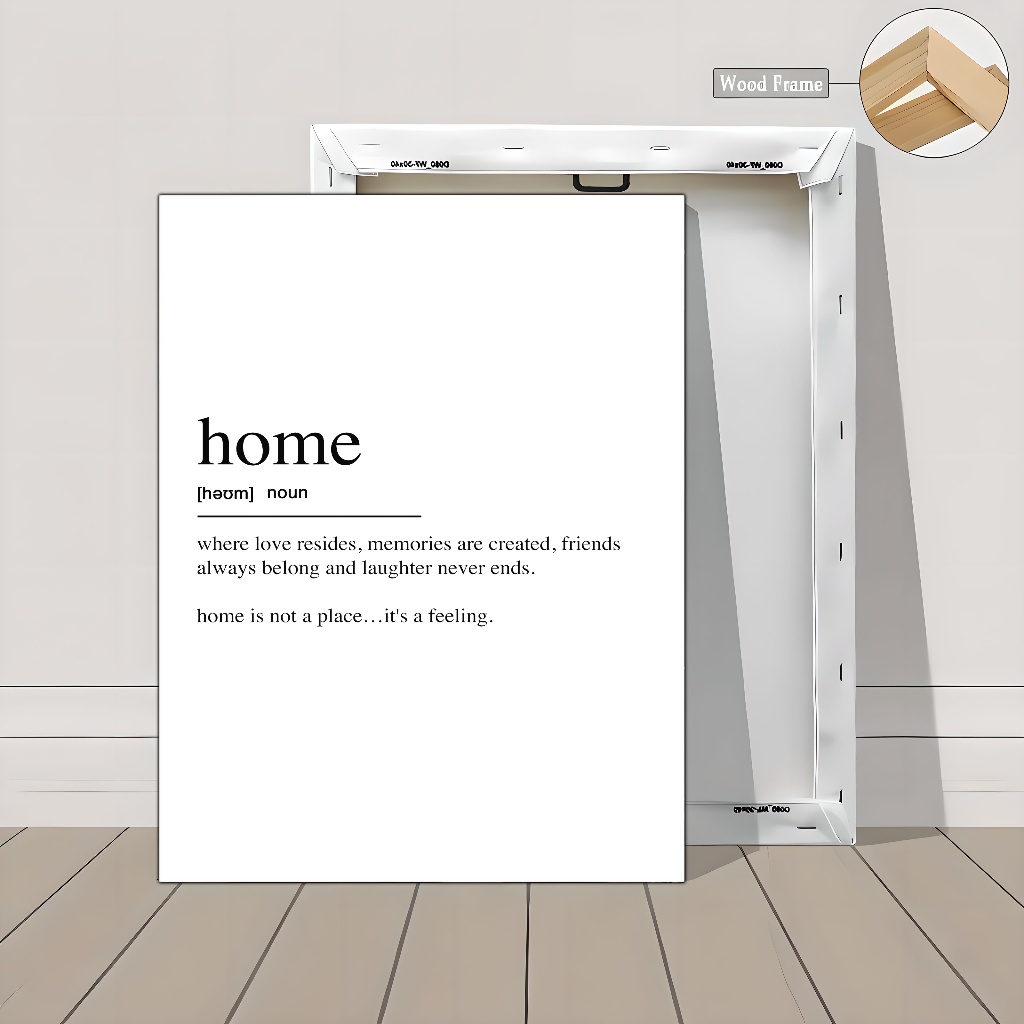 Wood Frame
home
[həʊm] noun
where love resides, memories are created, friends
always belong and laughter never ends.
home is not a place…it's a feeling.